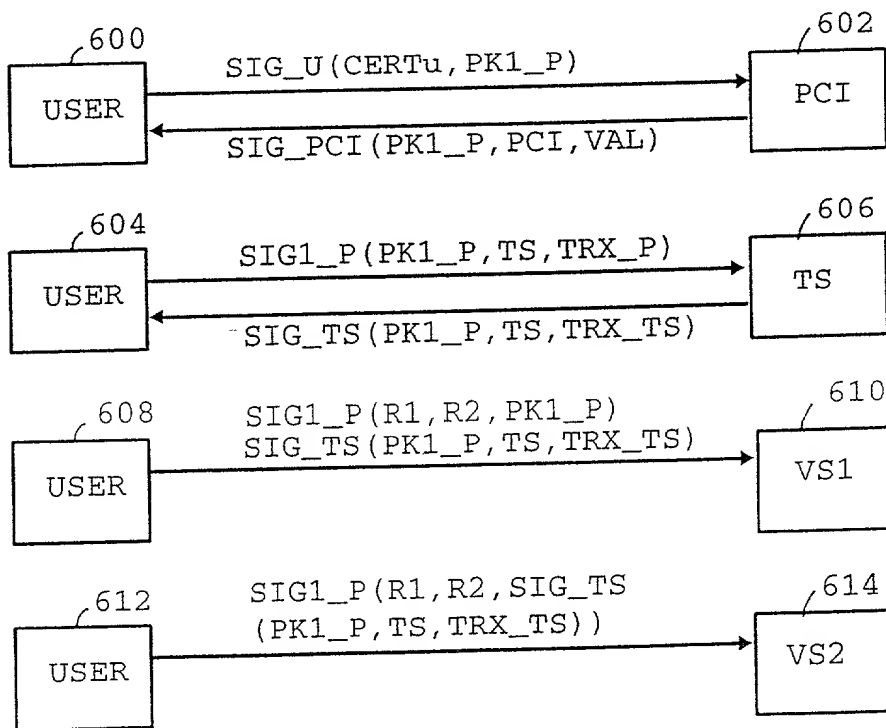 600
602
USER
SIG_U(CERTu,PK1_P)
PCI
SIG_PCI(PK1_P,PCI,VAL)
604
606
USER
SIG1_P(PK1_P,TS,TRX_P)
TS
SIG_TS(PK1_P,TS,TRX_TS)
608
610
SIG1_P(R1,R2,PK1_P)
SIG_TS(PK1_P,TS,TRX_TS)
USER
VS1
612
614
SIG1_P(R1,R2,SIG_TS
(PK1_P,TS,TRX_TS))
USER
VS2